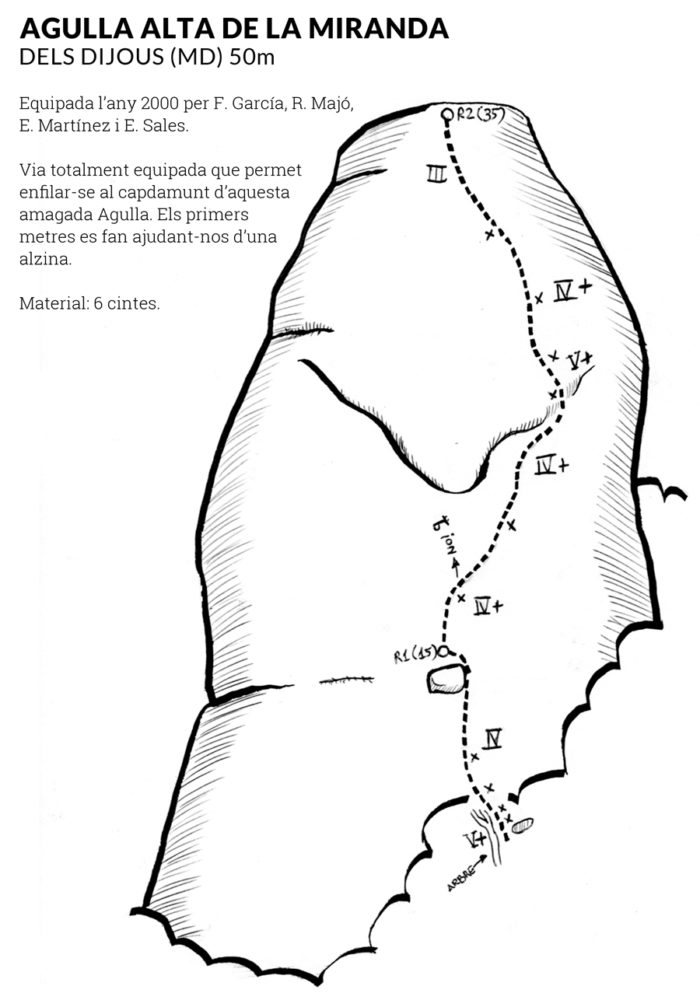 AGULLA ALTA DE LA MIRANDA
DELS DIJOUS (MD) 50m
Equipada l'any 2000 per F. García, R. Majó,
E. Martínez i E. Sales.
Via totalment equipada que permet
enfilar-se al capdamunt d'aquesta
amagada Agulla. Els primers
metres es fan ajudant-nos d'una
alzina.
Material: 6 cintes.
R2(35)
III
IV+
V+
IV+
IV+
R1(15)
IV
V+
ARBRE